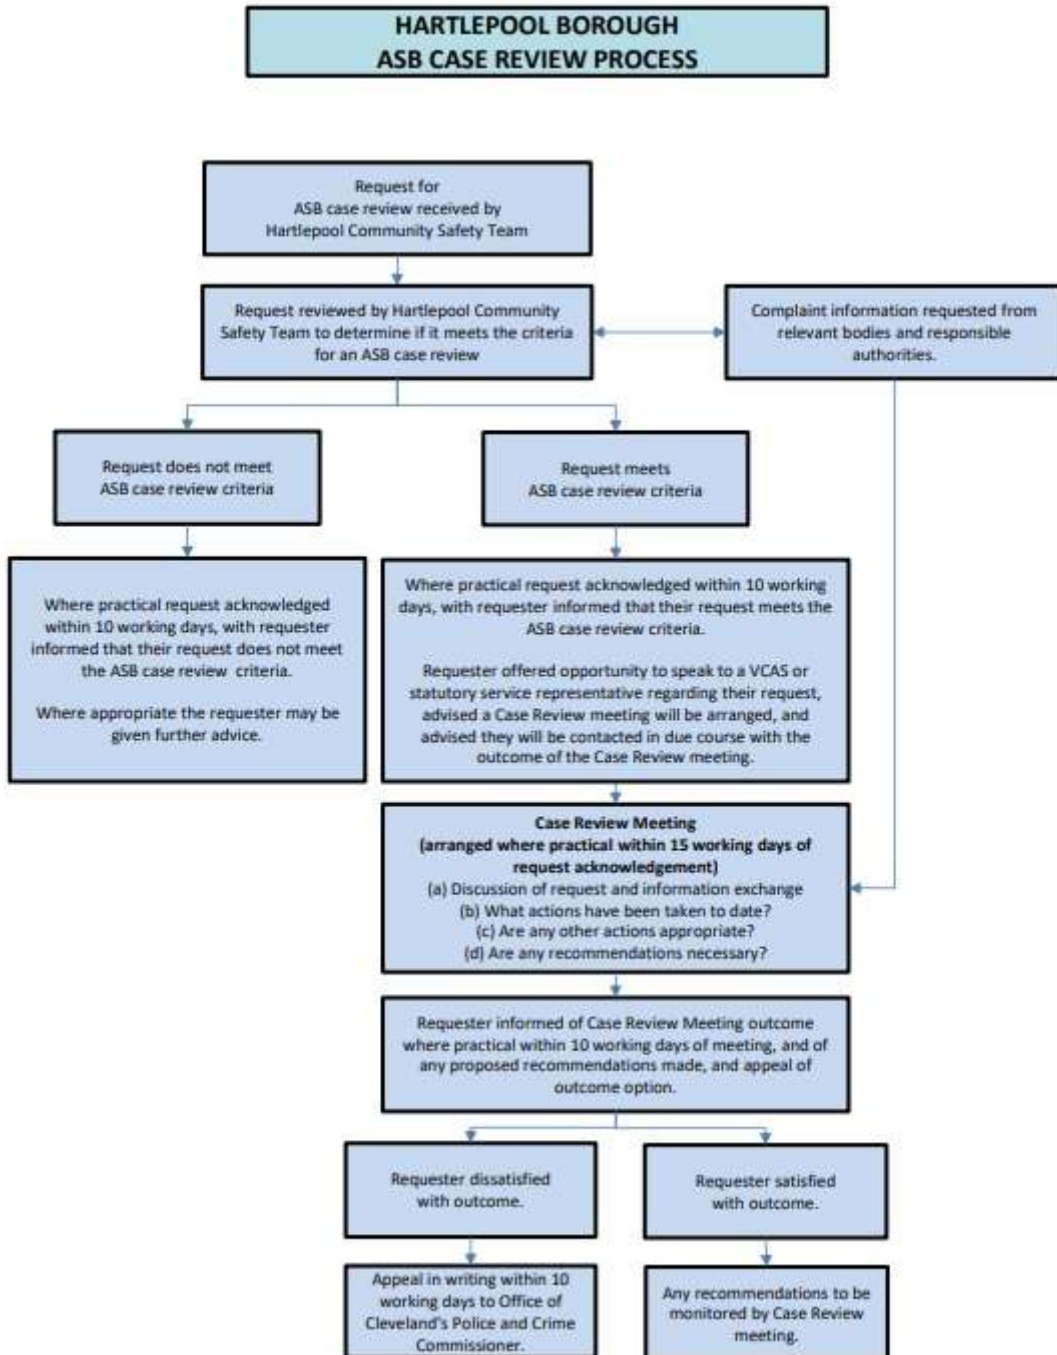 HARTLEPOOL BOROUGH
ASB CASE REVIEW PROCESS
Request for
ASB case review received by
Hartlepool Community Safety Team
Request reviewed by Hartlepool Community
Safety Team to determine if it meets the criteria
for an ASB case review
Complaint information requested from
relevant bodies and responsible
authorities.
Request does not meet
ASB case review criteria
Request meets
ASB case review criteria
Where practical request acknowledged
within 10 working days, with requester
informed that their request does not meet
the ASB case review criteria.
Where appropriate the requester may be
given further advice.
Where practical request acknowledged within 10 working
days, with requester informed that their request meets the
ASB case review criteria.
Requester offered opportunity to speak to a VCAS or
statutory service representative regarding their request,
advised a Case Review meeting will be arranged, and
advised they will be contacted in due course with the
outcome of the Case Review meeting.
Case Review Meeting
(arranged where practical within 15 working days of
request acknowledgement)
(a) Discussion of request and information exchange
(b) What actions have been taken to date?
(c) Are any other actions appropriate?
(d) Are any recommendations necessary?
Requester informed of Case Review Meeting outcome
where practical within 10 working days of meeting, and of
any proposed recommendations made, and appeal of
outcome option.
Requester dissatisfied
with outcome.
Requester satisfied
with outcome.
Appeal in writing within 10
working days to Office of
Cleveland's Police and Crime
Commissioner.
Any recommendations to be
monitored by Case Review
meeting.